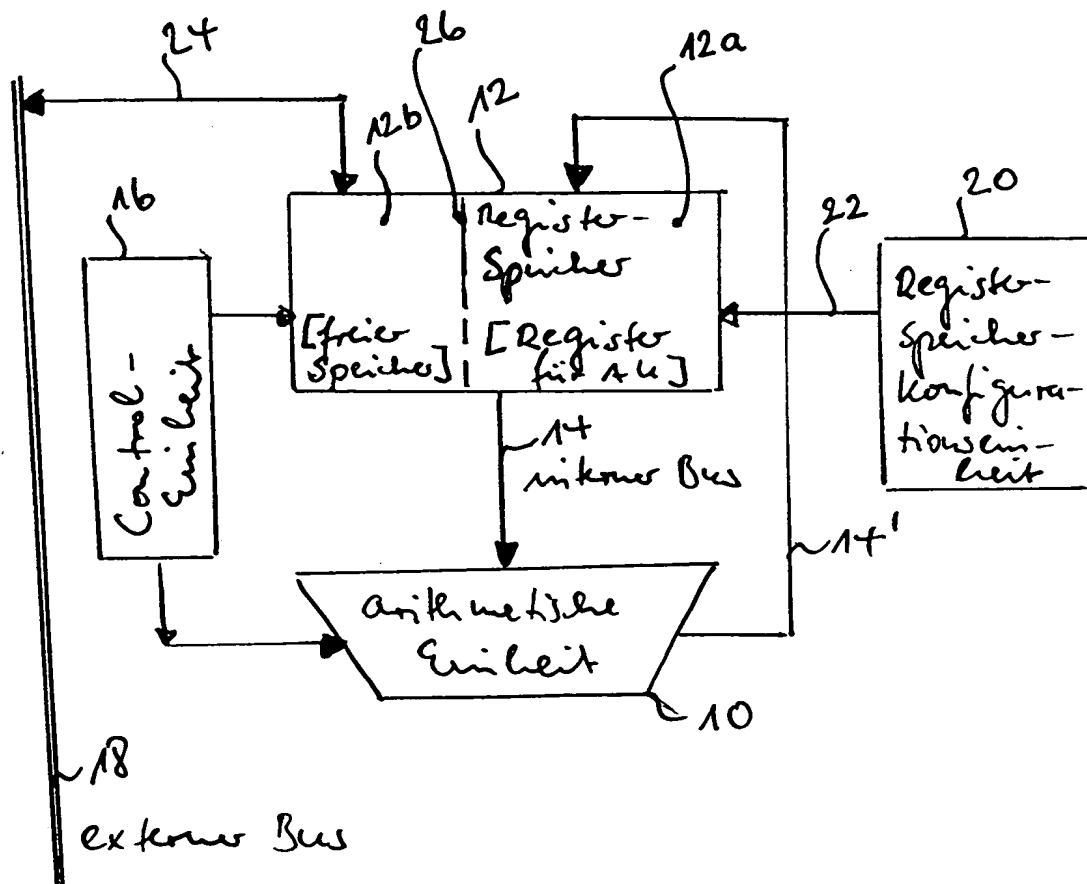 24
26
12a
12b
12
16
20
22
Register-
Speicher
[freier
Speicher]
[Register
für AU]
Register-
Speicher-
Konfigura-
tionsein-
heit
Control-
Einheit
14
interner Bus
14'
arithmetische
Einheit
10
18
externer Bus